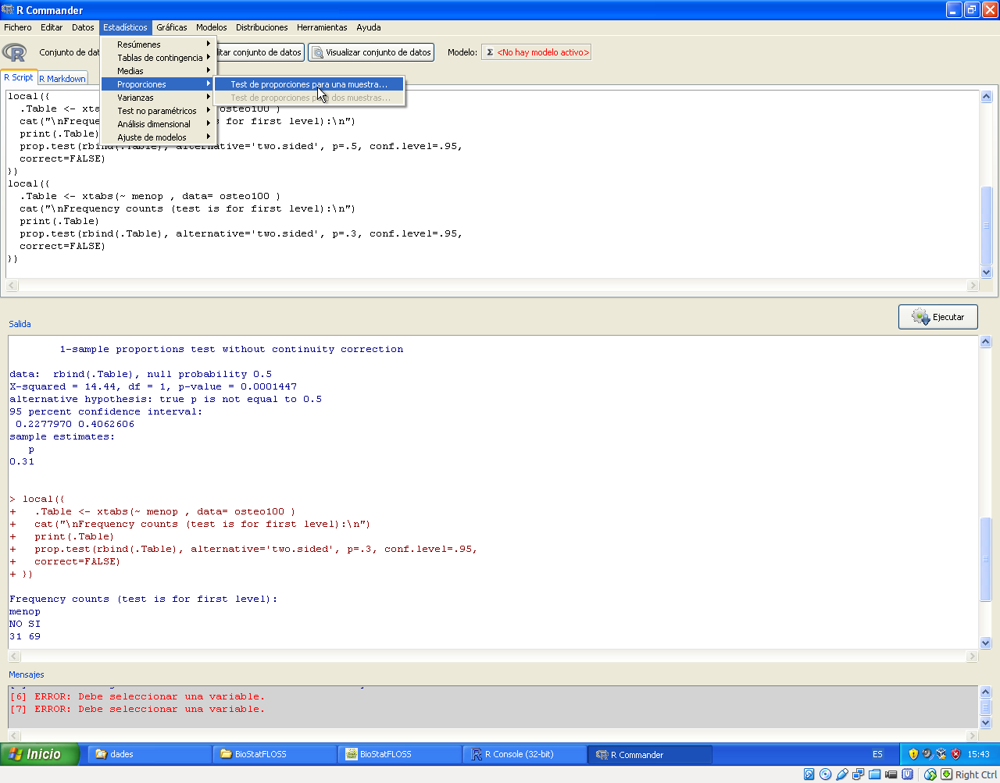 R Commander
Fichero Editar Datos Estadísticos Gráficas Modelos Distribuciones Herramientas Ayuda
Conjunto de dat itar conjunto de datos Visualizar conjunto de datos Modelo: Σ <No hay modelo activo>
Resúmenes
Tablas de contingencia
Medias
Proporciones
Varianzas
Test no paramétricos
Análisis dimensional
Ajuste de modelos
Test de proporciones para una muestra...
Test de proporciones para dos muestras...
R Script R Markdown
local({
.Table <- xtabs osteo100 )
cat("\nFrequen s for first level):\n")
print(.Table)
prop.test(rbind(.Table), alternative='two.sided', p=.5, conf.level=.95,
correct=FALSE)
})
local({
.Table <- xtabs(~ menop , data= osteo100 )
cat("\nFrequency counts (test is for first level):\n")
print(.Table)
prop.test(rbind(.Table), alternative='two.sided', p=.3, conf.level=.95,
correct=FALSE)
})
Ejecutar
Salida
1-sample proportions test without continuity correction
data:  rbind(.Table), null probability 0.5
X-squared = 14.44, df = 1, p-value = 0.0001447
alternative hypothesis: true p is not equal to 0.5
95 percent confidence interval:
0.2277970 0.4062606
sample estimates:
p
0.31
> local({
+   .Table <- xtabs(~ menop , data= osteo100 )
+   cat("\nFrequency counts (test is for first level):\n")
+   print(.Table)
+   prop.test(rbind(.Table), alternative='two.sided', p=.3, conf.level=.95,
+   correct=FALSE)
+ })
Frequency counts (test is for first level):
menop
NO SI
31 69
Mensajes
[6] ERROR: Debe seleccionar una variable.
[7] ERROR: Debe seleccionar una variable.
Inicio dades BioStatFLOSS BioStatFLOSS R Console (32-bit) R Commander ES 15:43
Right Ctrl